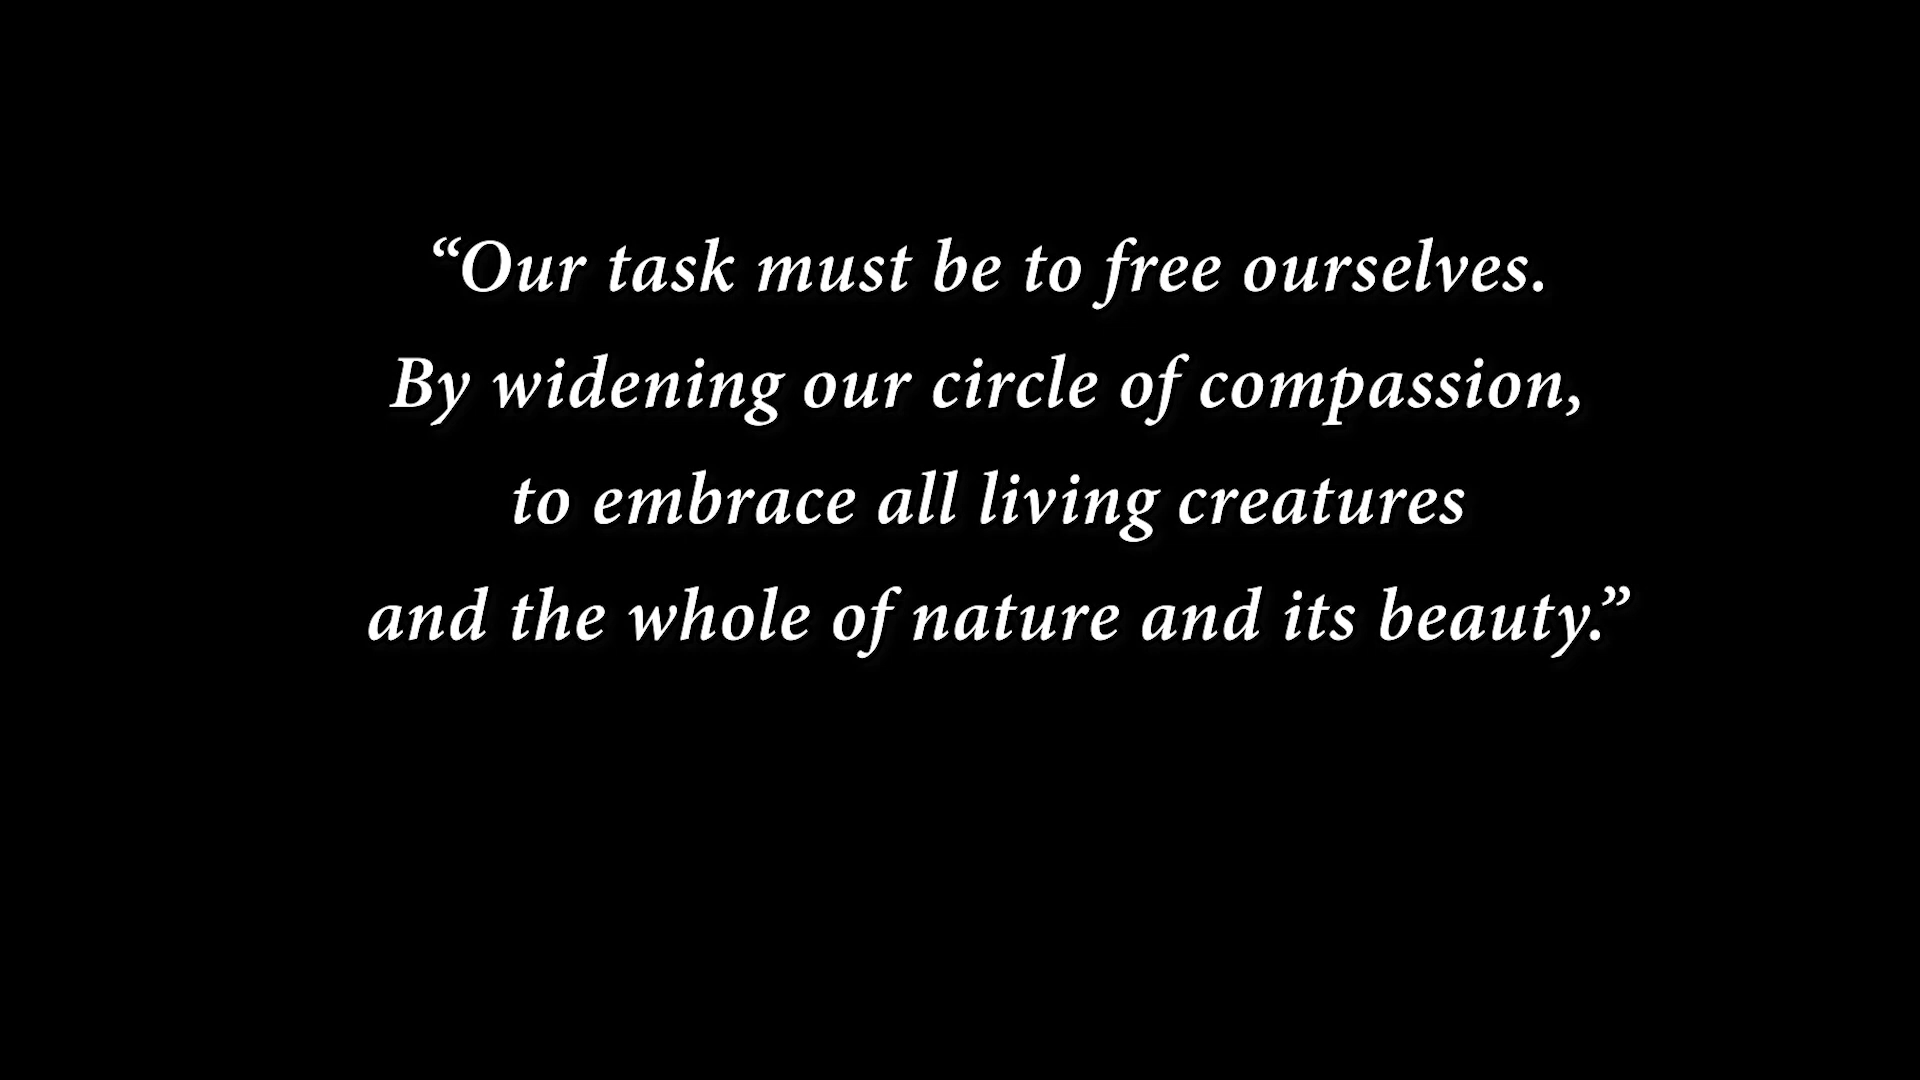 “Our task must be to free ourselves.
By widening our circle of compassion,
to embrace all living creatures
and the whole of nature and its beauty.”